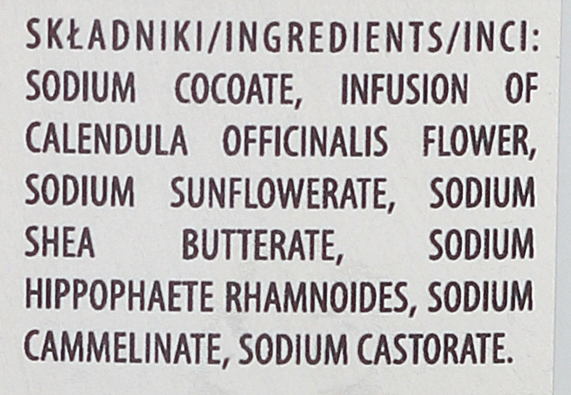 SKŁADNIKI/INGREDIENTS/INCI:
SODIUM COCOATE, INFUSION OF
CALENDULA OFFICINALIS FLOWER,
SODIUM SUNFLOWERATE, SODIUM
SHEA BUTTERATE, SODIUM
HIPPOPHAETE RHAMNOIDES, SODIUM
CAMMELINATE, SODIUM CASTORATE.